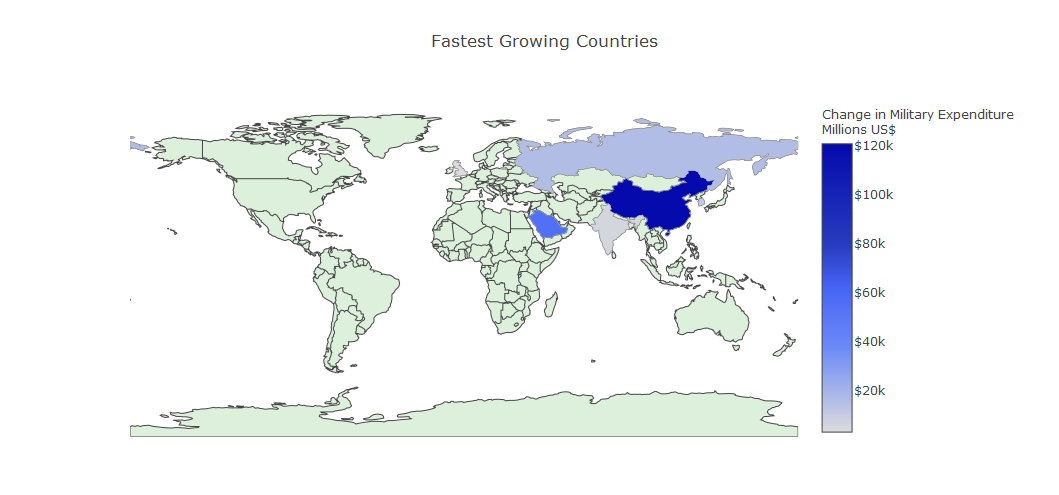 Fastest Growing Countries
Change in Military Expenditure
Millions US$
$120k
$100k
$80k
$60k
$40k
$20k